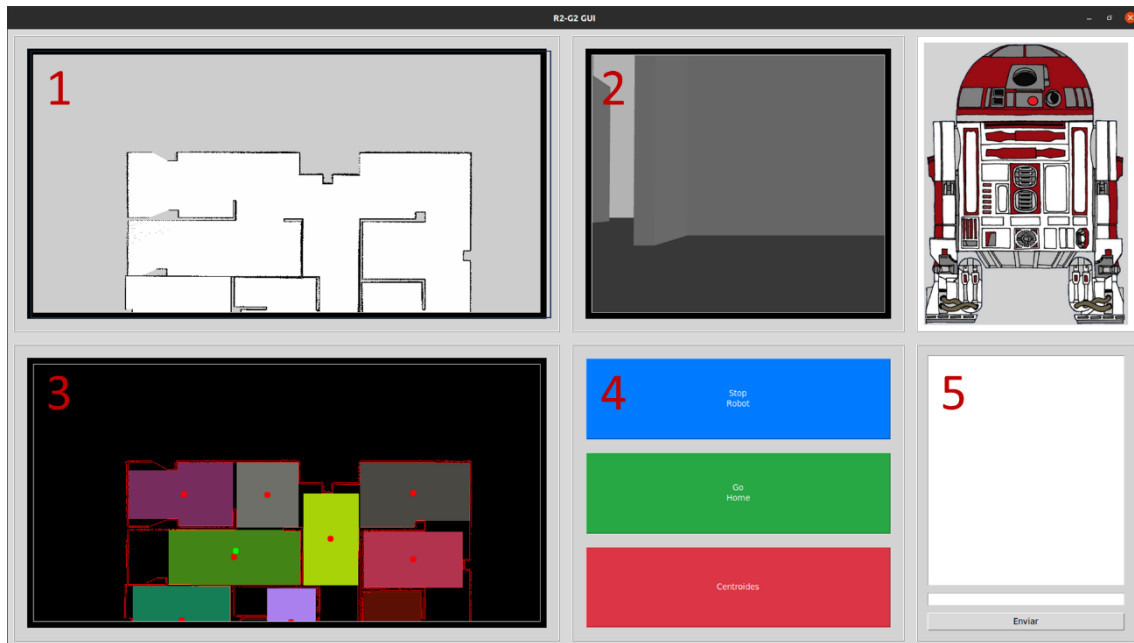 R2-G2 GUI
1
2
3
4
Stop
Robot
Go
Home
Centroides
5
Enviar